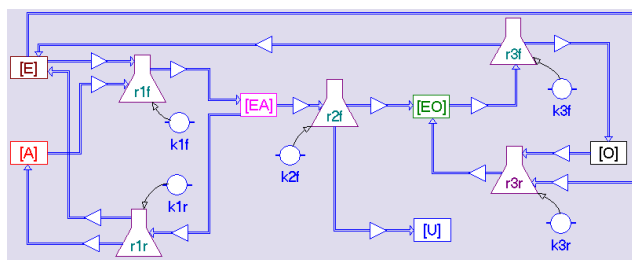 r3f
[E]
r1f
k3f
[EA]
r2f
[EO]
k1f
[A]
k2f
[O]
k1r
r3r
[U]
r1r
k3r